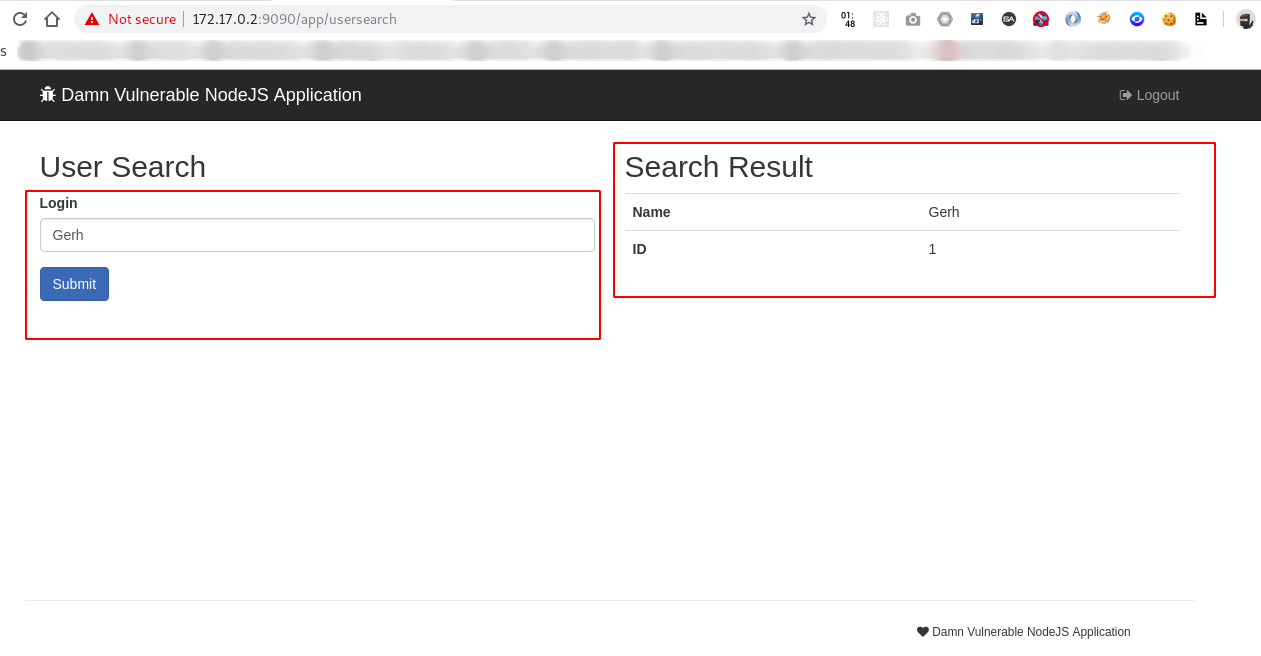 Not secure 172.17.0.2:9090/app/usersearch
01: 48
s
Damn Vulnerable NodeJS Application
Logout
User Search
Login
Gerh
Submit
Search Result
Name Gerh
ID 1
Damn Vulnerable NodeJS Application